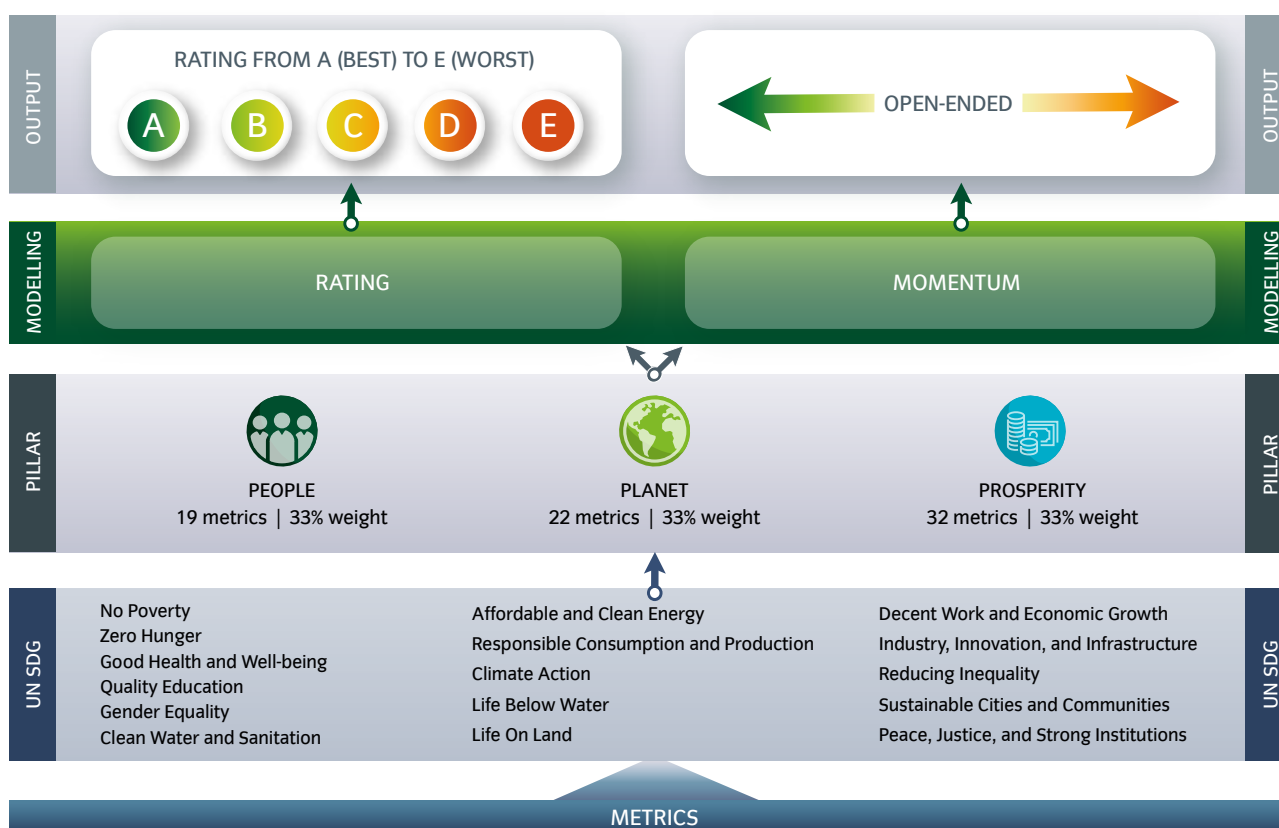 OUTPUT
RATING FROM A (BEST) TO E (WORST)
A B C D E
OPEN-ENDED
OUTPUT
MODELLING
RATING
MOMENTUM
MODELLING
PILLAR
PEOPLE
19 metrics | 33% weight
PLANET
22 metrics | 33% weight
PROSPERITY
32 metrics | 33% weight
PILLAR
UN SDG
No Poverty
Zero Hunger
Good Health and Well-being
Quality Education
Gender Equality
Clean Water and Sanitation
Affordable and Clean Energy
Responsible Consumption and Production
Climate Action
Life Below Water
Life On Land
Decent Work and Economic Growth
Industry, Innovation, and Infrastructure
Reducing Inequality
Sustainable Cities and Communities
Peace, Justice, and Strong Institutions
UN SDG
METRICS